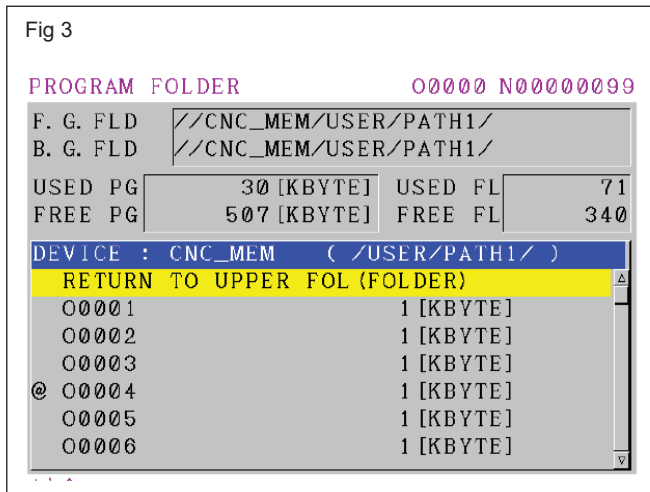 Fig 3
PROGRAM FOLDER O0000 N00000099
F. G. FLD //CNC_MEM/USER/PATH1/
B. G. FLD //CNC_MEM/USER/PATH1/
USED PG 30 [KBYTE] USED FL 71
FREE PG 507 [KBYTE] FREE FL 340
DEVICE : CNC_MEM ( /USER/PATH1/ )
RETURN TO UPPER FOL (FOLDER)
O0001 1 [KBYTE]
O0002 1 [KBYTE]
O0003 1 [KBYTE]
@ O0004 1 [KBYTE]
O0005 1 [KBYTE]
O0006 1 [KBYTE]